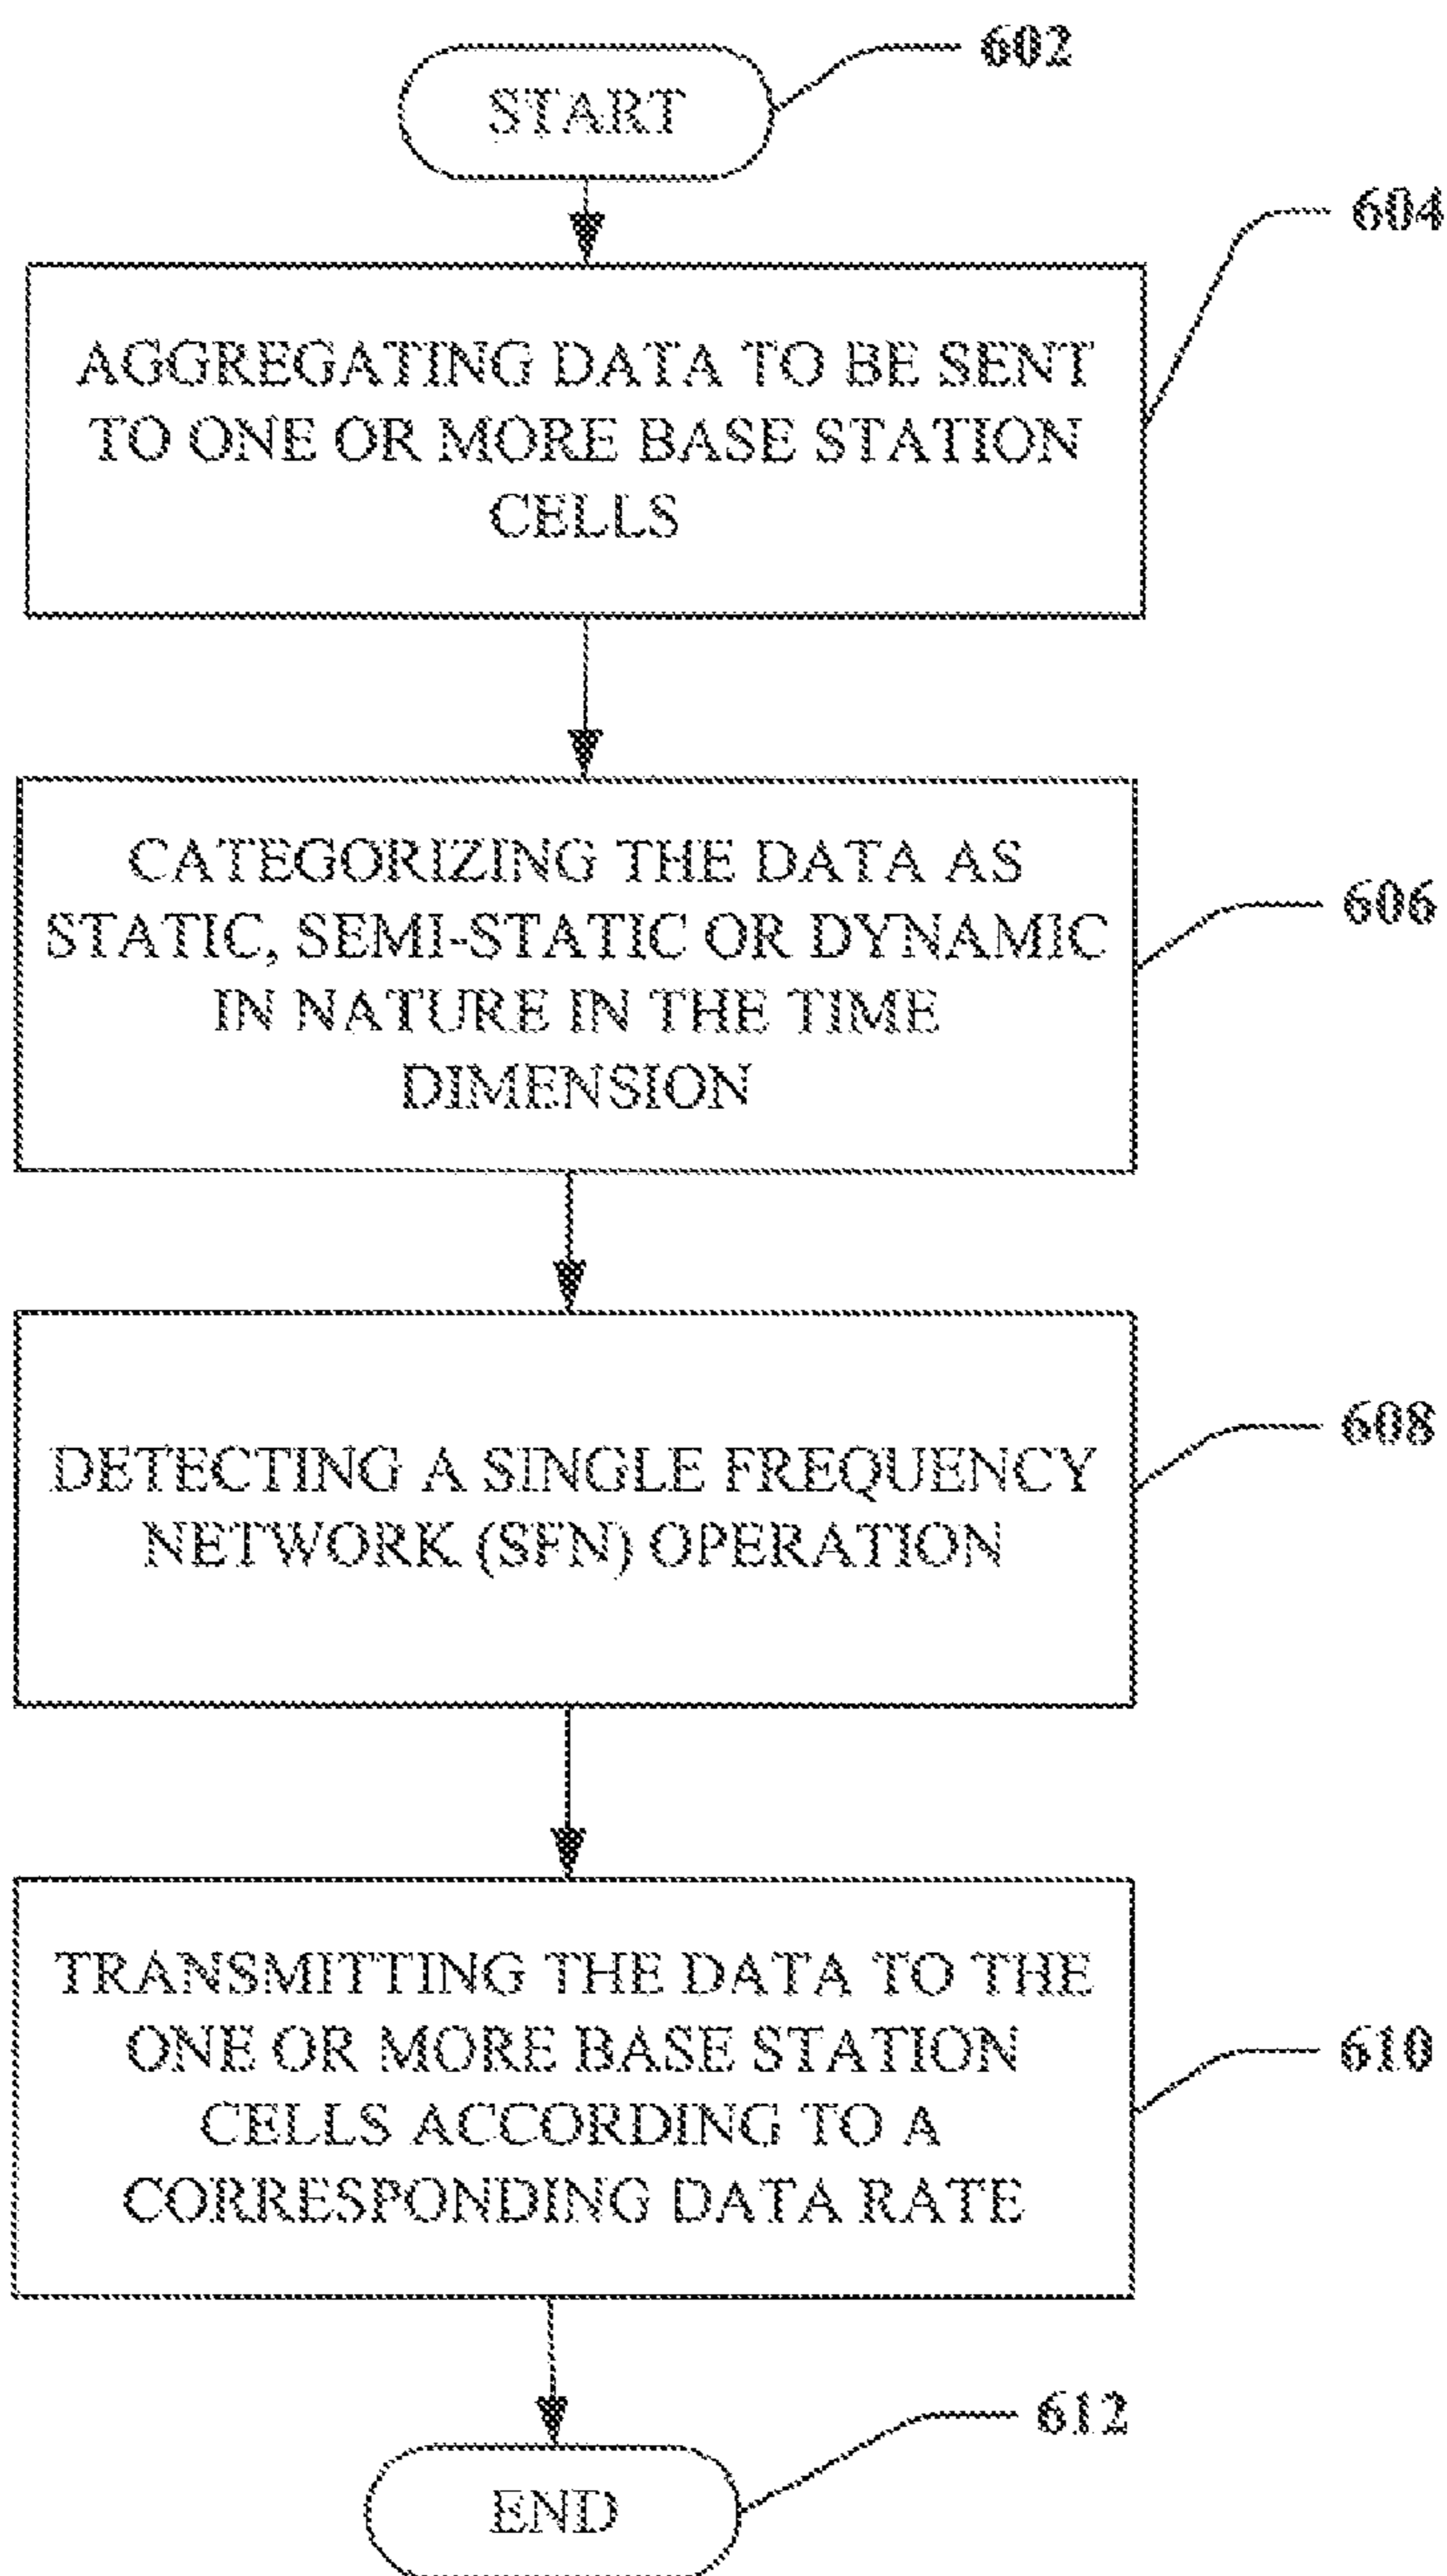 602
START
604
AGGREGATING DATA TO BE SENT
TO ONE OR MORE BASE STATION
CELLS
CATEGORIZING THE DATA AS
STATIC, SEMI-STATIC OR DYNAMIC
IN NATURE IN THE TIME
DIMENSION
606
608
DETECTING A SINGLE FREQUENCY
NETWORK (SFN) OPERATION
TRANSMITTING THE DATA TO THE
ONE OR MORE BASE STATION
CELLS ACCORDING TO A
CORRESPONDING DATA RATE
610
612
END